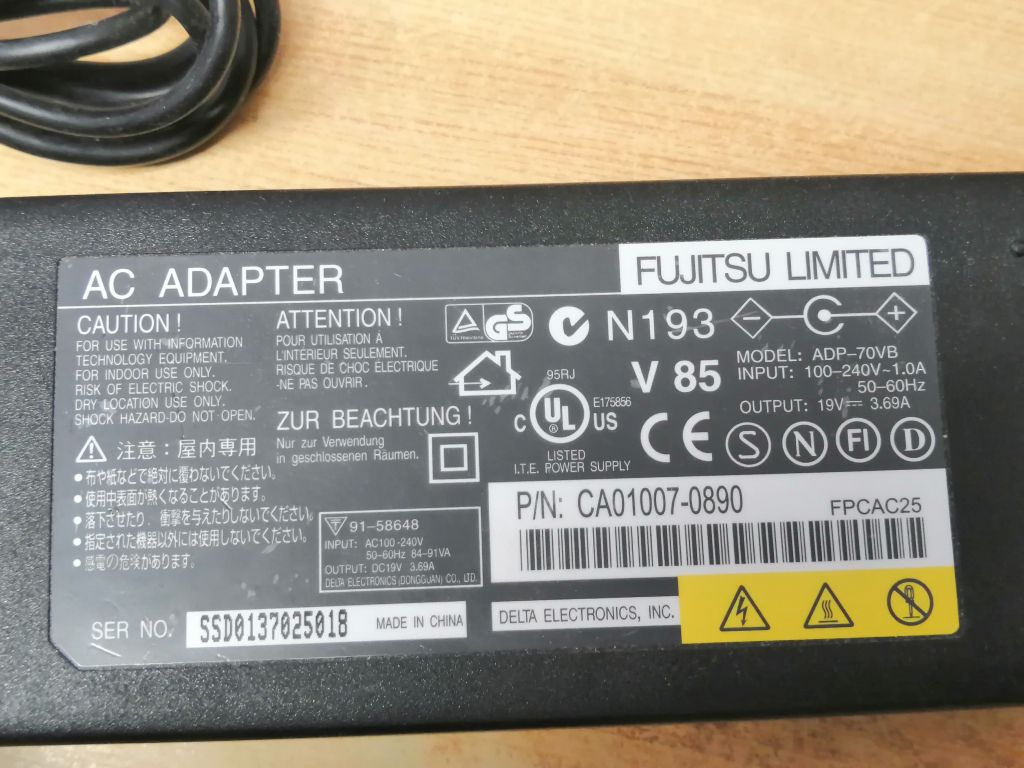 AC ADAPTER
FUJITSU LIMITED
CAUTION !
FOR USE WITH INFORMATION
TECHNOLOGY EQUIPMENT.
FOR INDOOR USE ONLY.
RISK OF ELECTRIC SHOCK.
DRY LOCATION USE ONLY.
SHOCK HAZARD-DO NOT OPEN.
ATTENTION !
POUR UTILISATION À
L'INTÉRIEUR SEULEMENT.
RISQUE DE CHOC ELECTRIQUE
-NE PAS OUVRIR.
ZUR BEACHTUNG !
Nur zur Verwendung
in geschlossenen Räumen.
注意:屋内専用
• 布や紙などで絶対に覆わないでください。
• 使用中表面が熱くなることがあります。
• 落下させたり、衝撃を与えたりしないでください。
• 指定された機器以外には使用しないでください。
• 感電の危険があります。
GS
N193
V 85
95RJ
E175856
C UL US
®
LISTED
I.T.E. POWER SUPPLY
CE
MODEL: ADP-70VB
INPUT: 100-240V~1.0A
50-60Hz
OUTPUT: 19V⎓ 3.69A
S N FI D
91-58648
INPUT: AC100-240V
50-60Hz 84-91VA
OUTPUT: DC19V 3.69A
DELTA ELECTRONICS (DONGGUAN) CO., LTD.
P/N: CA01007-0890
FPCAC25
SER NO. SSD0137025018 MADE IN CHINA
DELTA ELECTRONICS, INC.